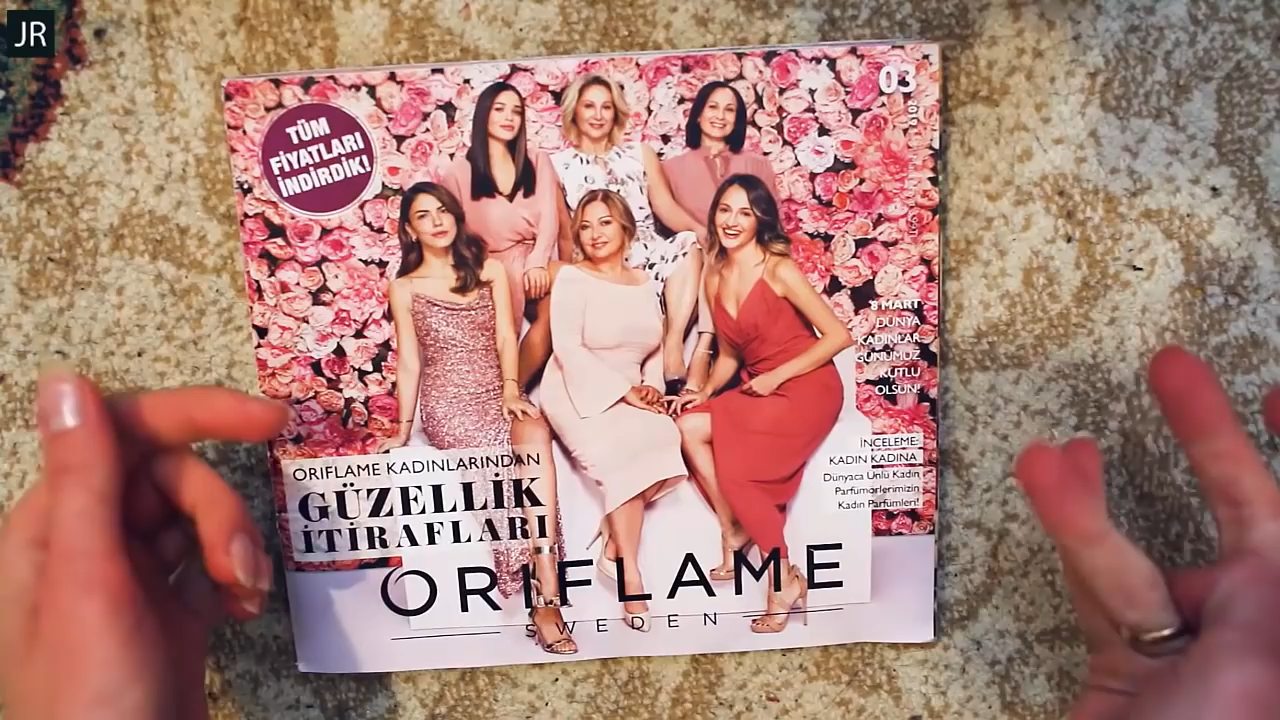 JR
TÜM
FİYATLARI
İNDİRDİK!
03
8 MART
DÜNYA
KADINLAR
GÜNÜMÜZ
KUTLU
OLSUN!
İNCELEME:
KADIN KADINA
Dünyaca Ünlü Kadın
Parfümörlerimizin
Kadın Parfümleri!
ORIFLAME KADINLARINDAN
GÜZELLİK
İTİRAFLARI
ORIFLAME
SWEDEN